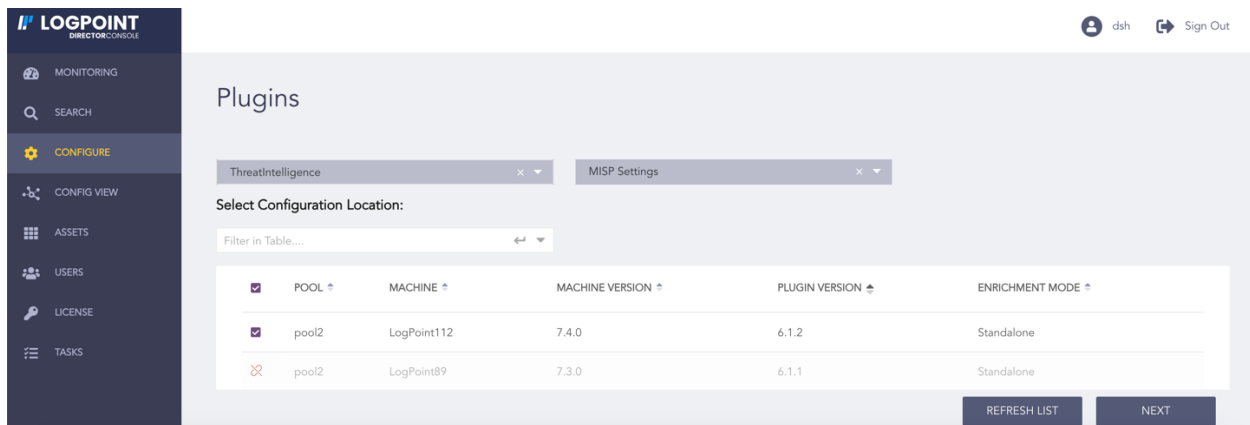 LOGPOINT
DIRECTORCONSOLE
dsh Sign Out
MONITORING
SEARCH
CONFIGURE
CONFIG VIEW
ASSETS
USERS
LICENSE
TASKS
Plugins
ThreatIntelligence MISP Settings
Select Configuration Location:
Filter in Table....
POOL MACHINE MACHINE VERSION PLUGIN VERSION ENRICHMENT MODE
pool2 LogPoint112 7.4.0 6.1.2 Standalone
pool2 LogPoint89 7.3.0 6.1.1 Standalone
REFRESH LIST NEXT